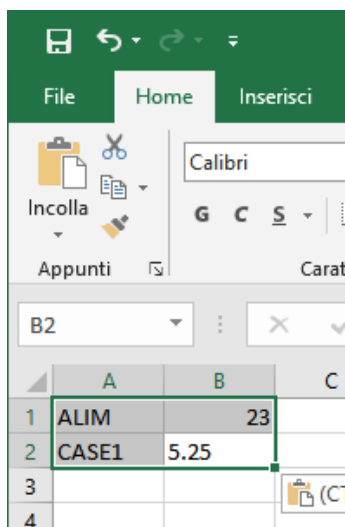 File Home Inserisci
Calibri
Incolla
G C S
Appunti Carat
B2
A B C
1 ALIM 23
2 CASE1 5.25
3 (CT
4